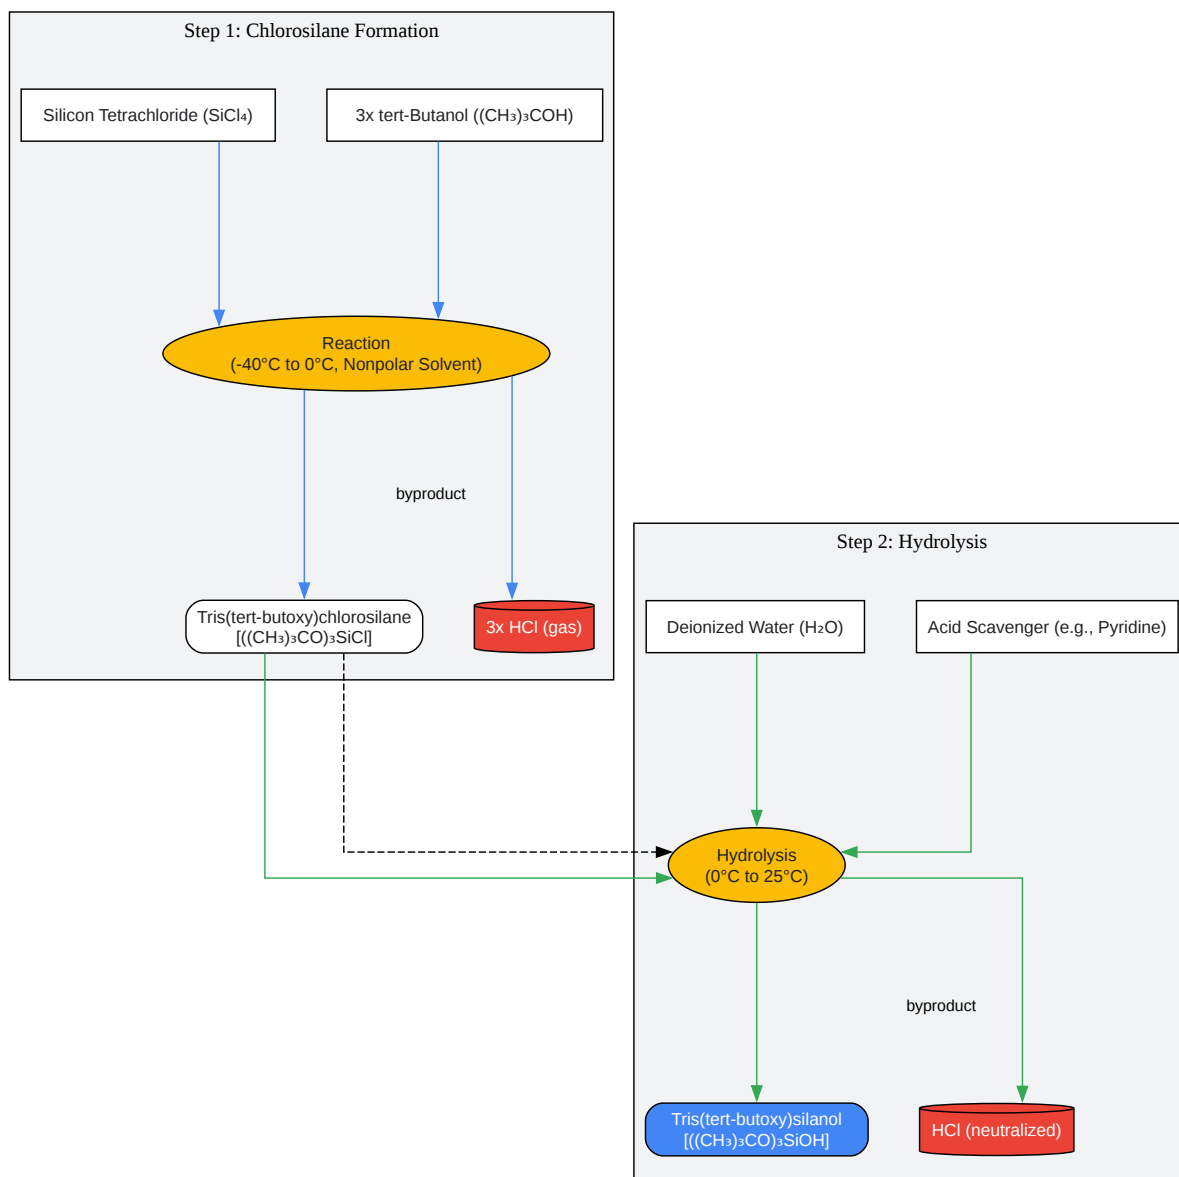 Step 1: Chlorosilane Formation
Silicon Tetrachloride (SiCl₄)
3x tert-Butanol ((CH₃)₃COH)
Reaction
(-40°C to 0°C, Nonpolar Solvent)
byproduct
Tris(tert-butoxy)chlorosilane
[((CH₃)₃CO)₃SiCl]
3x HCl (gas)
Step 2: Hydrolysis
Deionized Water (H₂O)
Acid Scavenger (e.g., Pyridine)
Hydrolysis
(0°C to 25°C)
byproduct
Tris(tert-butoxy)silanol
[((CH₃)₃CO)₃SiOH]
HCl (neutralized)